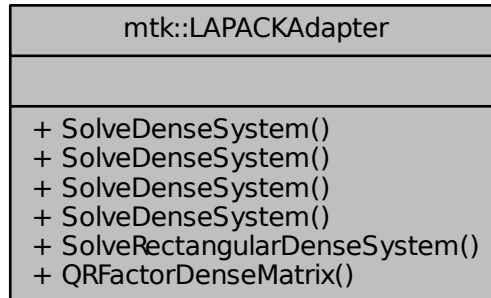 mtk::LAPACKAdapter
+ SolveDenseSystem()
+ SolveDenseSystem()
+ SolveDenseSystem()
+ SolveDenseSystem()
+ SolveRectangularDenseSystem()
+ QRFactorDenseMatrix()